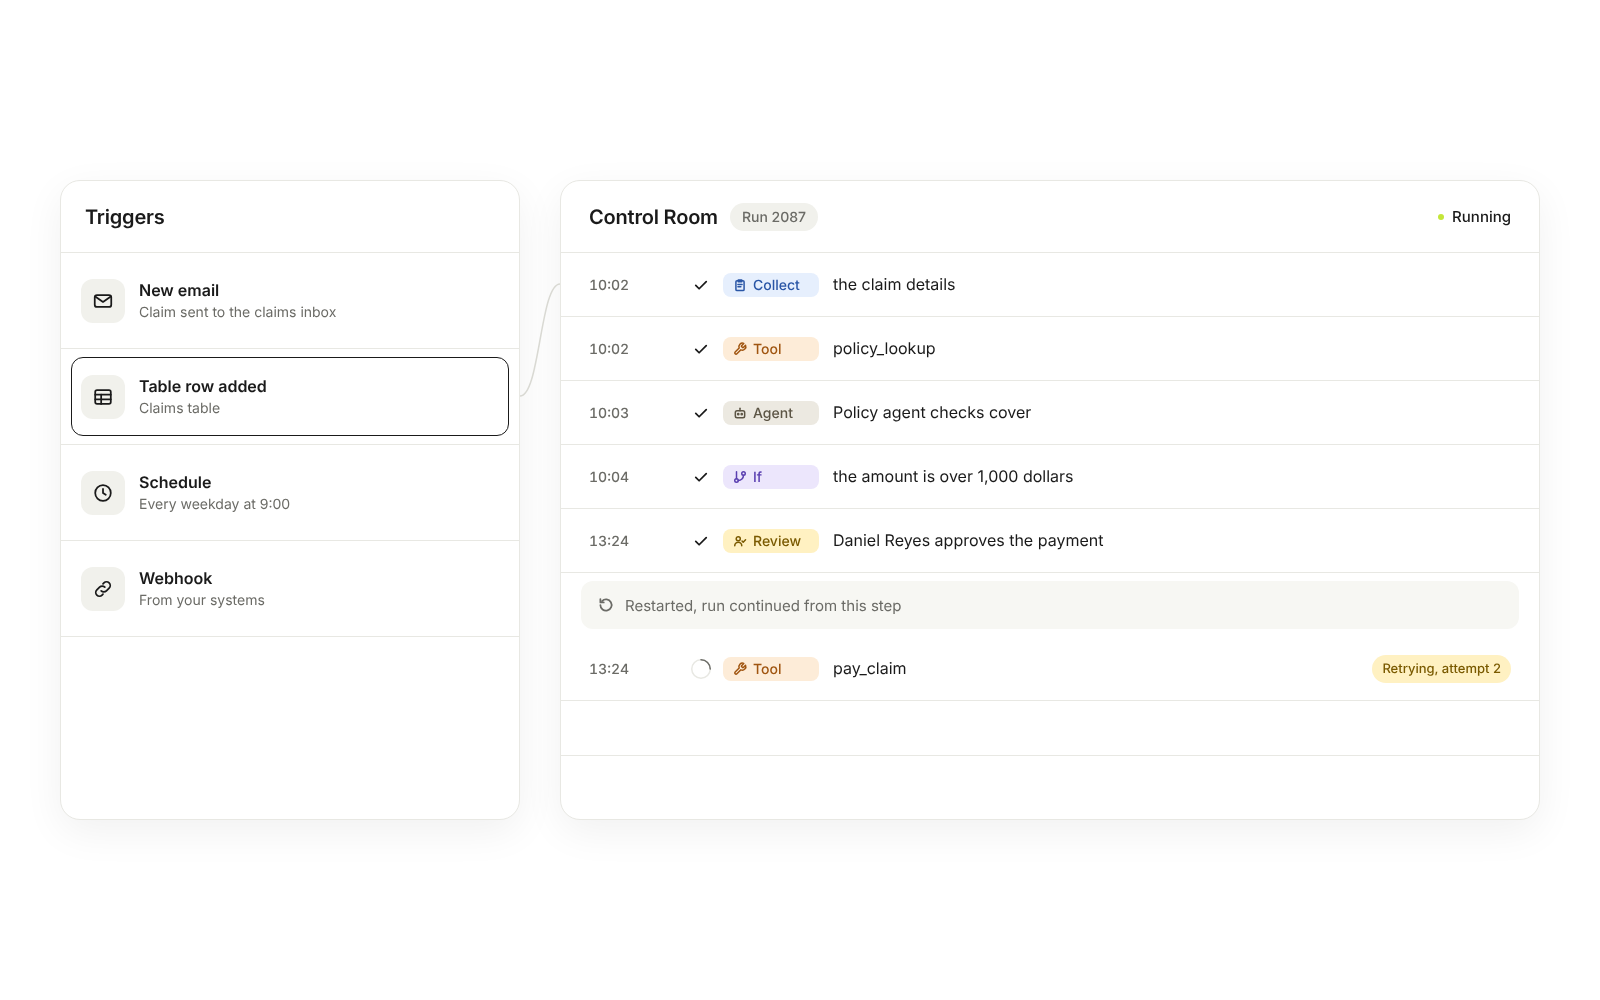 Triggers
New email
Claim sent to the claims inbox
Table row added
Claims table
Schedule
Every weekday at 9:00
Webhook
From your systems
Control Room Run 2087 Running
10:02 Collect the claim details
10:02 Tool policy_lookup
10:03 Agent Policy agent checks cover
10:04 If the amount is over 1,000 dollars
13:24 Review Daniel Reyes approves the payment
Restarted, run continued from this step
13:24 Tool pay_claim Retrying, attempt 2